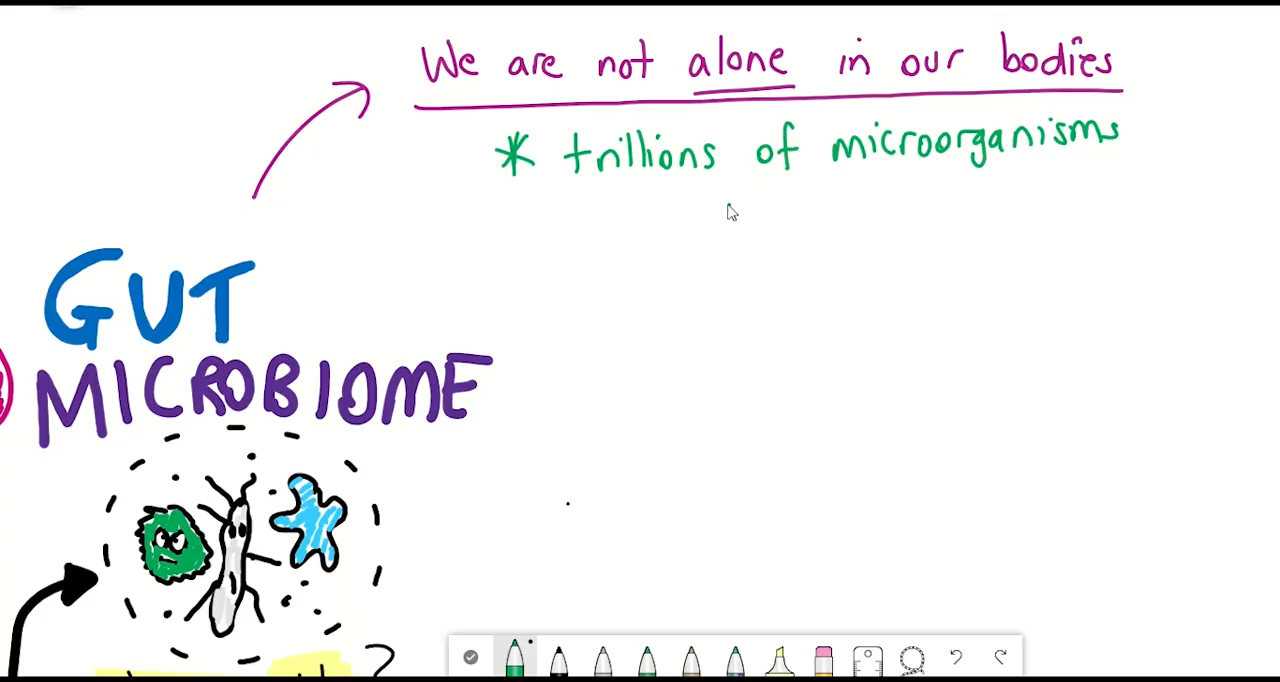 We are not alone in our bodies
* trillions of microorganisms
GUT
MICROBIOME
?